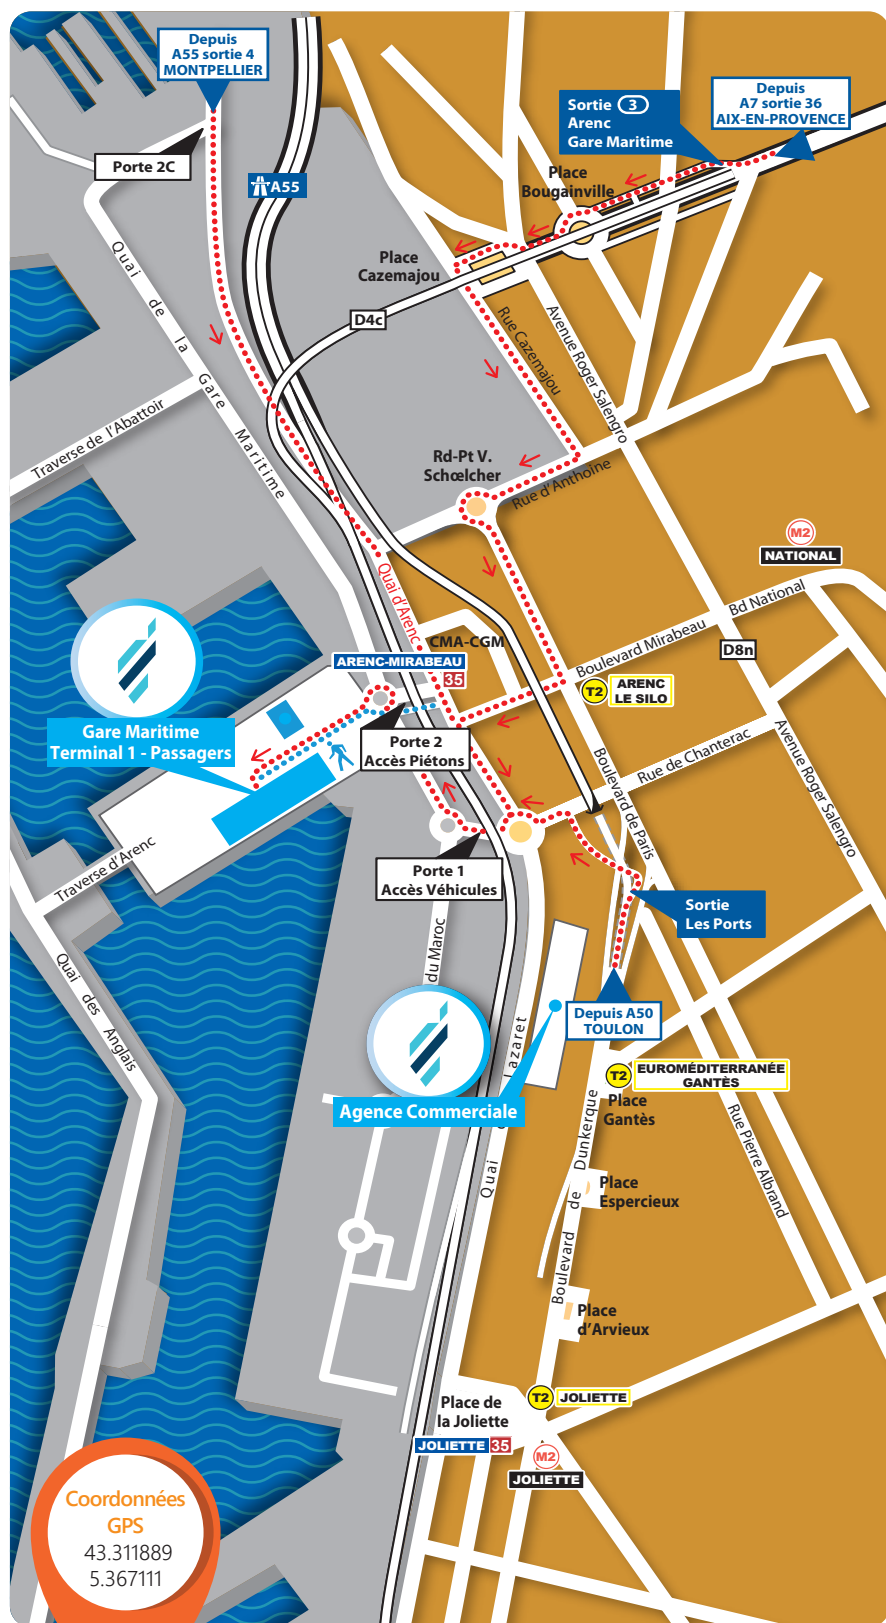 Depuis
A55 sortie 4
MONTPELLIER
Depuis
A7 sortie 36
AIX-EN-PROVENCE
Sortie 3
Arenc
Gare Maritime
Porte 2C
A55
Place
Bougainville
Place
Cazemajou
D4c
Quai de la Gare Maritime
Rue Cazemajou
Avenue Roger Salengro
Traverse de l'Abattoir
Rd-Pt V.
Schœlcher
Rue d'Anthoine
M2
NATIONAL
Quai d'Arenc
Bd National
Boulevard Mirabeau
CMA-CGM
D8n
ARENC-MIRABEAU
35
T2
ARENC
LE SILO
Gare Maritime
Terminal 1 - Passagers
Porte 2
Accès Piétons
Rue de Chanterac
Boulevard de Paris
Avenue Roger Salengro
Traverse d'Arenc
Porte 1
Accès Véhicules
Sortie
Les Ports
du Maroc
Quai des Anglais
Depuis A50
TOULON
Quai
Lazaret
T2
EUROMÉDITERRANÉE
GANTÈS
Place
Gantès
Agence Commerciale
Boulevard de Dunkerque
Rue Pierre Albrand
Place
Espercieux
Place
d'Arvieux
T2
JOLIETTE
Place de
la Joliette
JOLIETTE 35
M2
JOLIETTE
Coordonnées
GPS
43.311889
5.367111